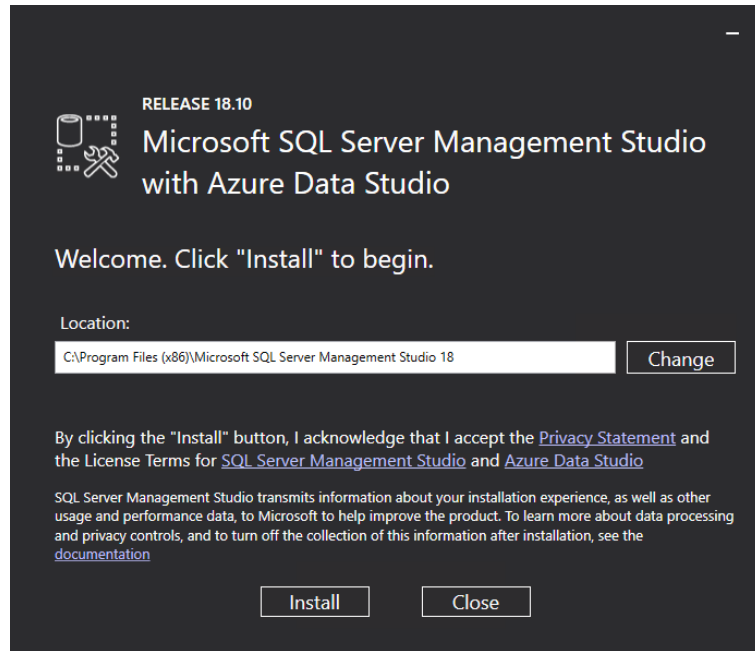 RELEASE 18.10
Microsoft SQL Server Management Studio
with Azure Data Studio
Welcome. Click "Install" to begin.
Location:
C:\Program Files (x86)\Microsoft SQL Server Management Studio 18
Change
By clicking the "Install" button, I acknowledge that I accept the Privacy Statement and
the License Terms for SQL Server Management Studio and Azure Data Studio
SQL Server Management Studio transmits information about your installation experience, as well as other
usage and performance data, to Microsoft to help improve the product. To learn more about data processing
and privacy controls, and to turn off the collection of this information after installation, see the
documentation
Install
Close